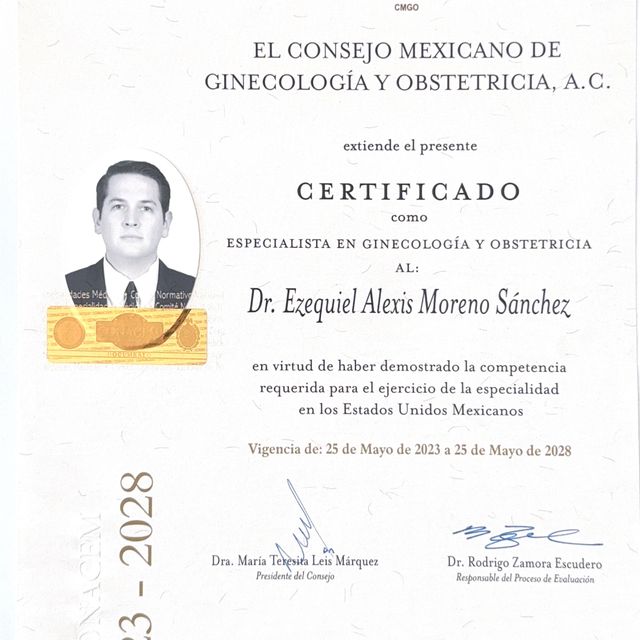 CMGO
EL CONSEJO MEXICANO DE
GINECOLOGÍA Y OBSTETRICIA, A.C.
extiende el presente
CERTIFICADO
como
ESPECIALISTA EN GINECOLOGÍA Y OBSTETRICIA
AL:
Dr. Ezequiel Alexis Moreno Sánchez
en virtud de haber demostrado la competencia
requerida para el ejercicio de la especialidad
en los Estados Unidos Mexicanos
Vigencia de: 25 de Mayo de 2023 a 25 de Mayo de 2028
Dra. María Teresita Leis Márquez
Presidente del Consejo
Dr. Rodrigo Zamora Escudero
Responsable del Proceso de Evaluación
Normativo
23 - 2028